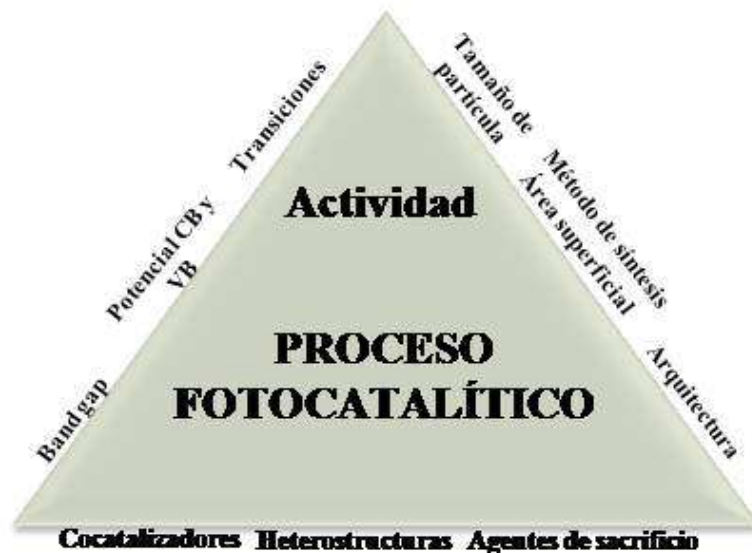 Transiciones
Potencial CB y
VB
Band gap
Tamaño de
partícula
Método de síntesis
Área superficial
Arquitectura
Actividad
PROCESO
FOTOCATALÍTICO
Cocatalizadores Heterostructuras Agentes de sacrificio